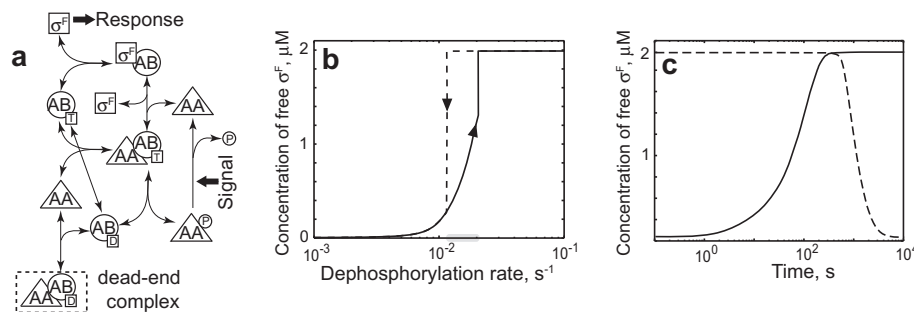 a
σF
Response
σF
AB
AB
T
σF
AA
P
AA
AB
T
Signal
AA
AB
D
AA
P
AA
AB
D
dead-end
complex
b
Concentration of free σF, μM
2
1
0
10-3
10-2
10-1
Dephosphorylation rate, s-1
c
Concentration of free σF, μM
2
1
100
102
104
Time, s